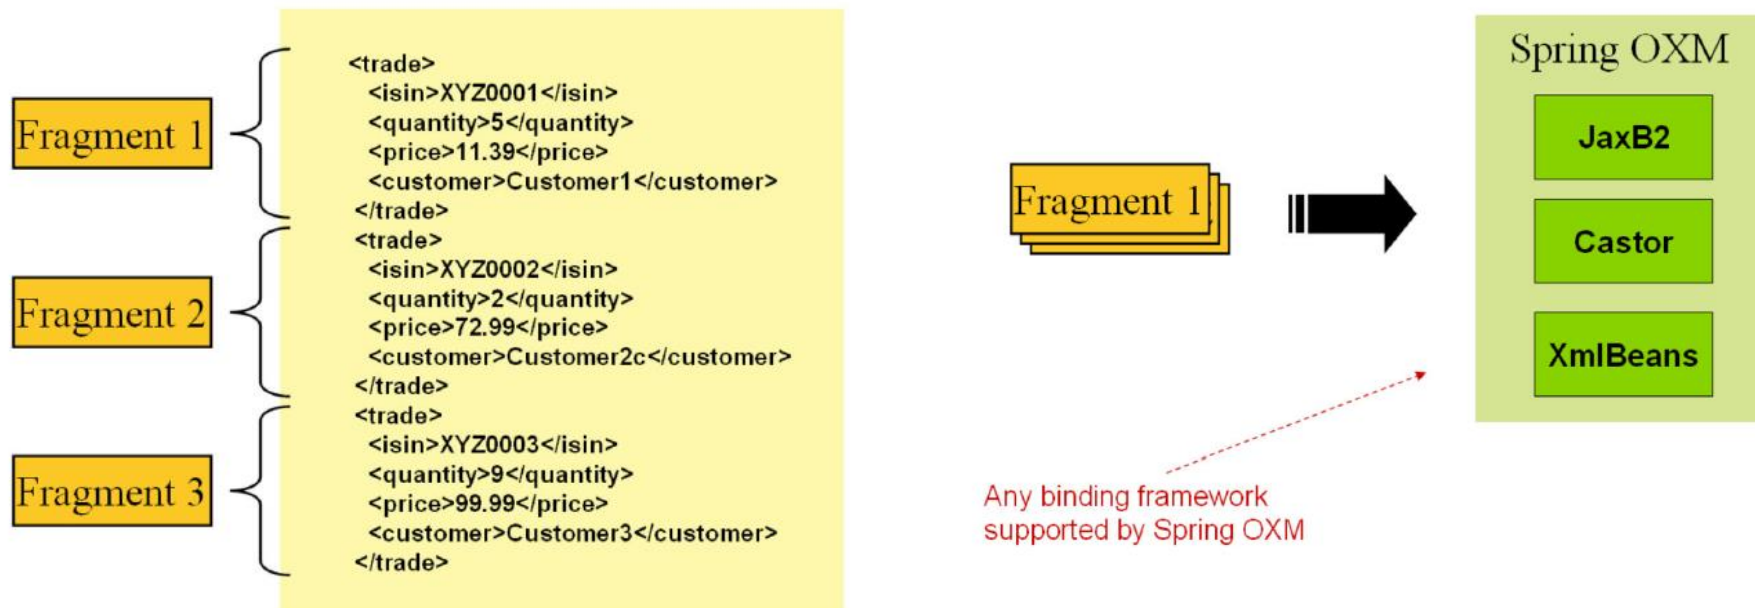 Fragment 1
<trade>
<isin>XYZ0001</isin>
<quantity>5</quantity>
<price>11.39</price>
<customer>Customer1</customer>
</trade>
Fragment 2
<trade>
<isin>XYZ0002</isin>
<quantity>2</quantity>
<price>72.99</price>
<customer>Customer2c</customer>
</trade>
Fragment 3
<trade>
<isin>XYZ0003</isin>
<quantity>9</quantity>
<price>99.99</price>
<customer>Customer3</customer>
</trade>
Fragment 1
Spring OXM
JaxB2
Castor
XmlBeans
Any binding framework
supported by Spring OXM